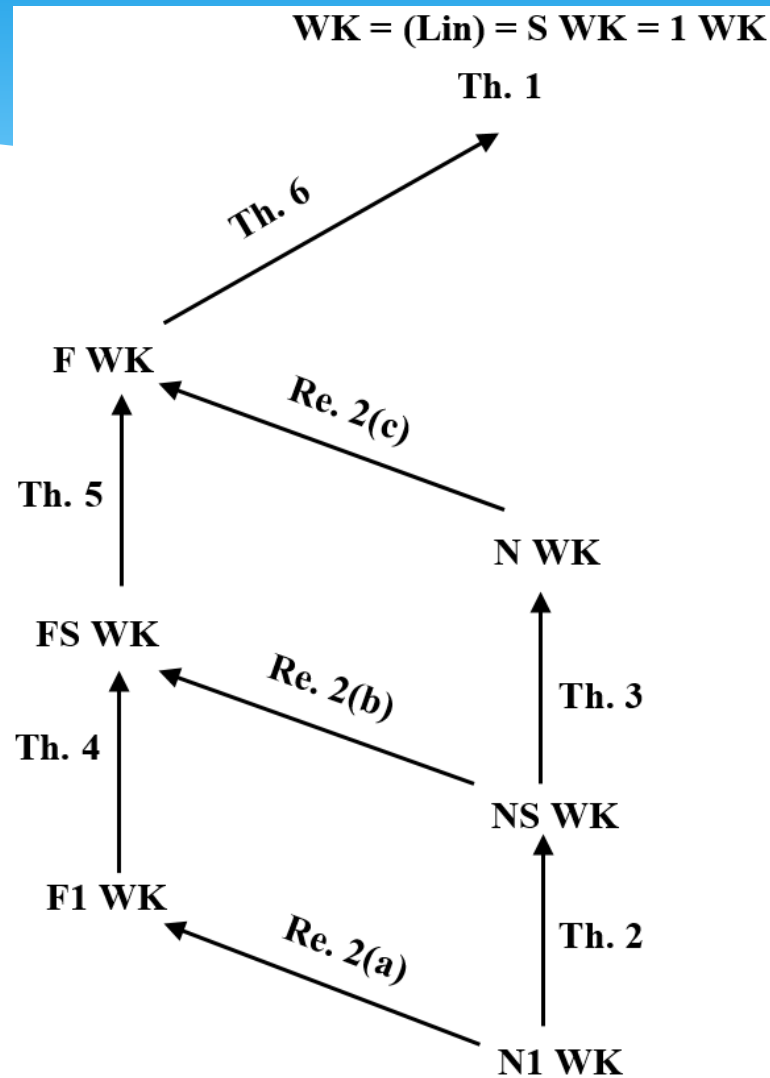 WK = (Lin) = S WK = 1 WK
Th. 1
Th. 6
F WK
Re. 2(c)
Th. 5
N WK
FS WK
Re. 2(b)
Th. 3
Th. 4
NS WK
F1 WK
Re. 2(a)
Th. 2
N1 WK